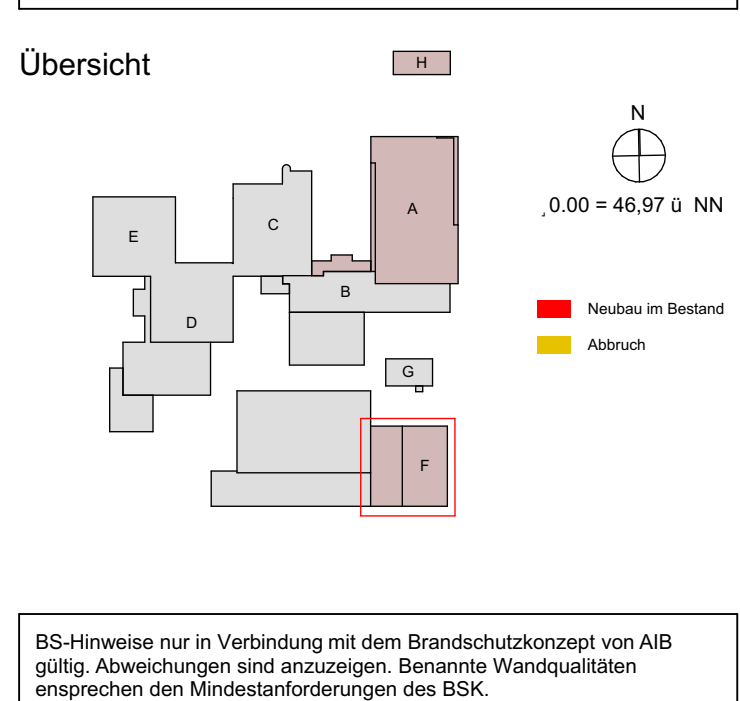 Übersicht
H
N
A
0.00 = 46,97 ü NN
C
E
B
Neubau im Bestand
D
Abbruch
G
F
BS-Hinweise nur in Verbindung mit dem Brandschutzkonzept von AIB
gültig. Abweichungen sind anzuzeigen. Benannte Wandqualitäten
ensprechen den Mindestanforderungen des BSK.